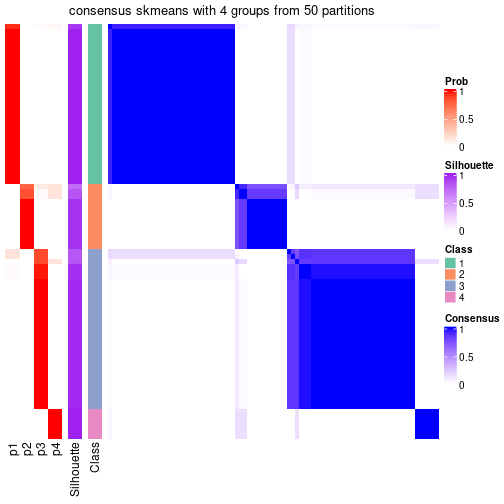 consensus skmeans with 4 groups from 50 partitions
Prob
1
0.5
0
Silhouette
1
0.5
0
Class
1
2
3
4
Consensus
1
0.5
0
p1
p2
p3
p4
Silhouette
Class